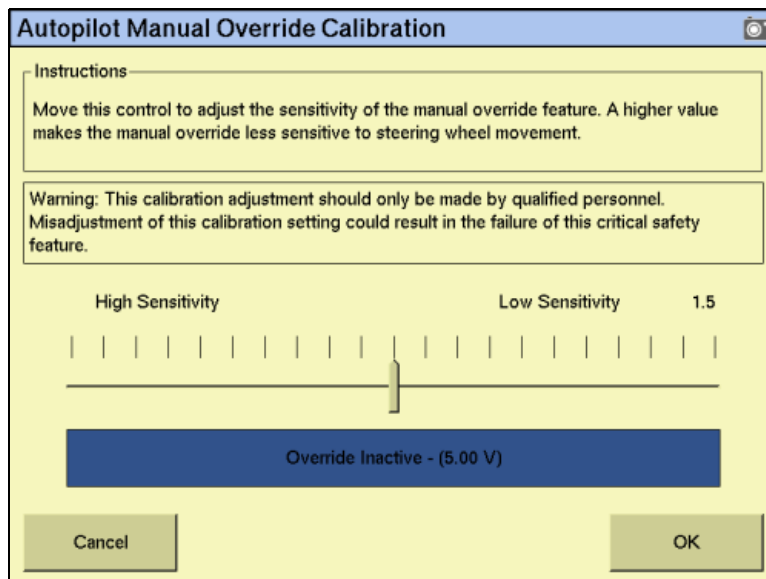 Autopilot Manual Override Calibration
Instructions
Move this control to adjust the sensitivity of the manual override feature. A higher value
makes the manual override less sensitive to steering wheel movement.
Warning: This calibration adjustment should only be made by qualified personnel.
Misadjustment of this calibration setting could result in the failure of this critical safety
feature.
High Sensitivity Low Sensitivity 1.5
Override Inactive - (5.00 V)
Cancel OK